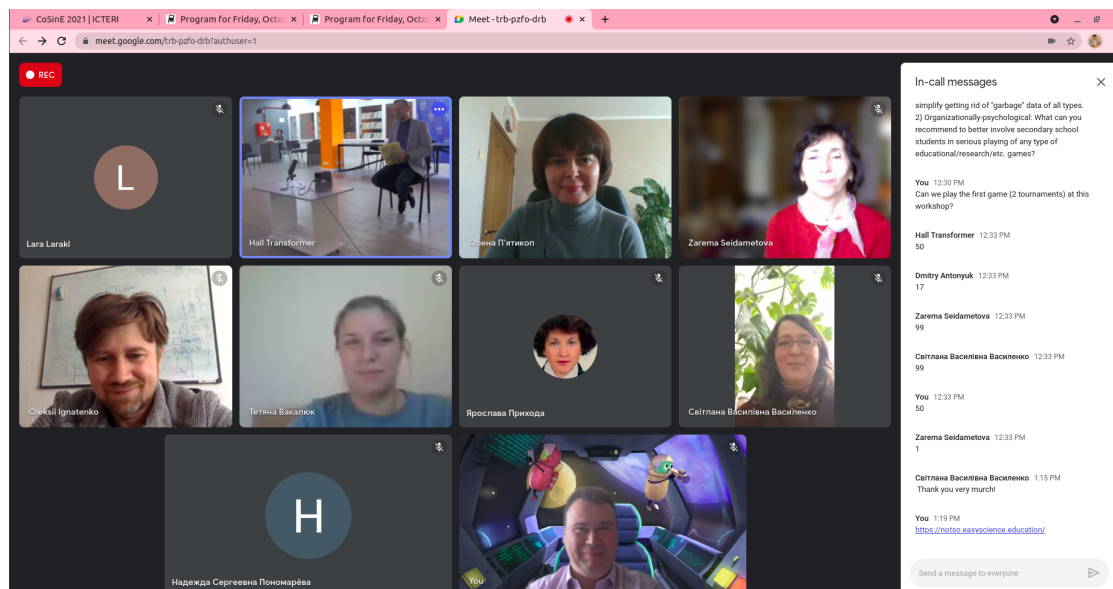 CoSinE 2021 | ICTERI
Program for Friday, Octo
Program for Friday, Octo
Meet - trb-pzfo-drb
meet.google.com/trb-pzfo-drb?authuser=1
REC
L
Lara Larakl
Hall Transformer
Олена П'ятикоп
Zarema Seidametova
Oleksii Ignatenko
Тетяна Вакалюк
Ярослава Прихода
Світлана Василівна Василенко
H
Надежда Сергеевна Пономарёва
You
In-call messages
simplify getting rid of "garbage" data of all types.
2) Organizationally-psychological: What can you
recommend to better involve secondary school
students in serious playing of any type of
educational/research/etc. games?
You 12:30 PM
Can we play the first game (2 tournaments) at this
workshop?
Hall Transformer 12:33 PM
50
Dmitry Antonyuk 12:33 PM
17
Zarema Seidametova 12:33 PM
99
Світлана Василівна Василенко 12:33 PM
99
You 12:33 PM
50
Zarema Seidametova 12:33 PM
1
Світлана Василівна Василенко 1:15 PM
Thank you very murch!
You 1:19 PM
https://notso.easyscience.education/
Send a message to everyone